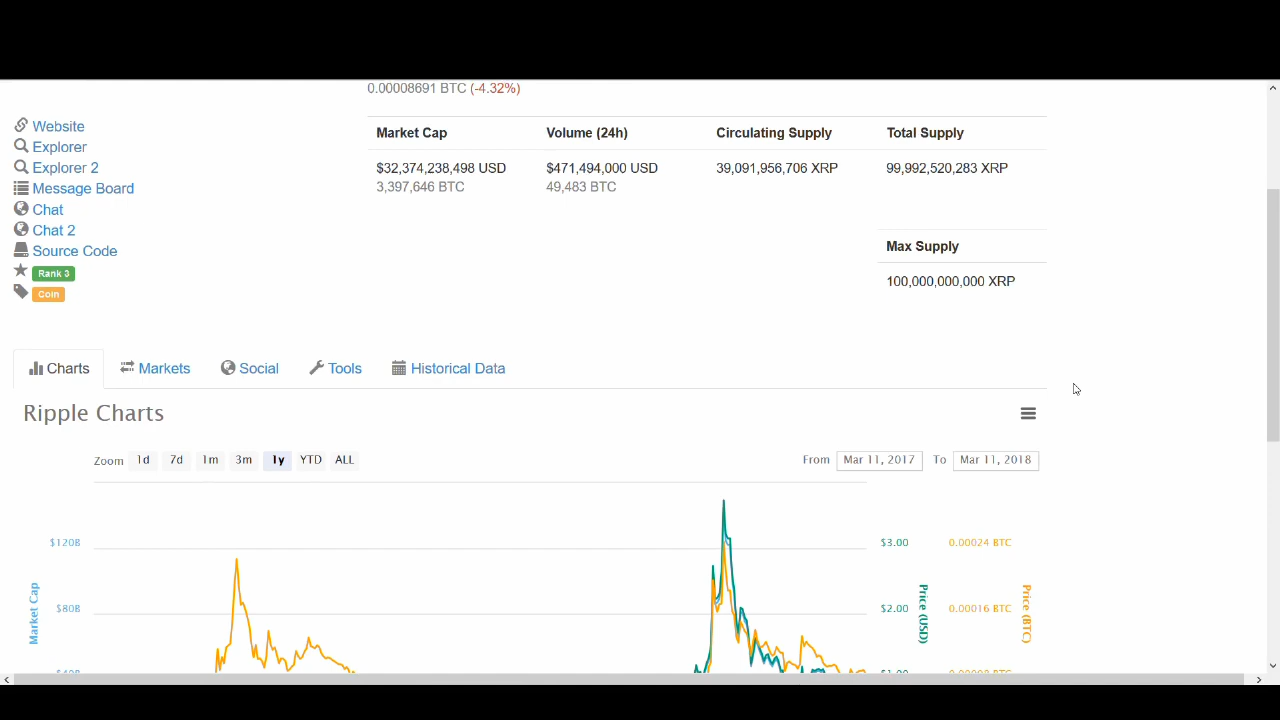 0.00008691 BTC (-4.32%)
Website
Explorer
Explorer 2
Message Board
Chat
Chat 2
Source Code
Rank 3
Coin
Market Cap Volume (24h) Circulating Supply Total Supply
$32,374,238,498 USD $471,494,000 USD 39,091,956,706 XRP 99,992,520,283 XRP
3,397,646 BTC 49,483 BTC
Max Supply
100,000,000,000 XRP
Charts Markets Social Tools Historical Data
Ripple Charts
Zoom 1d 7d 1m 3m 1y YTD ALL From Mar 11, 2017 To Mar 11, 2018
$120B $3.00 0.00024 BTC
$80B $2.00 0.00016 BTC
Market Cap
Price (USD)
Price (BTC)